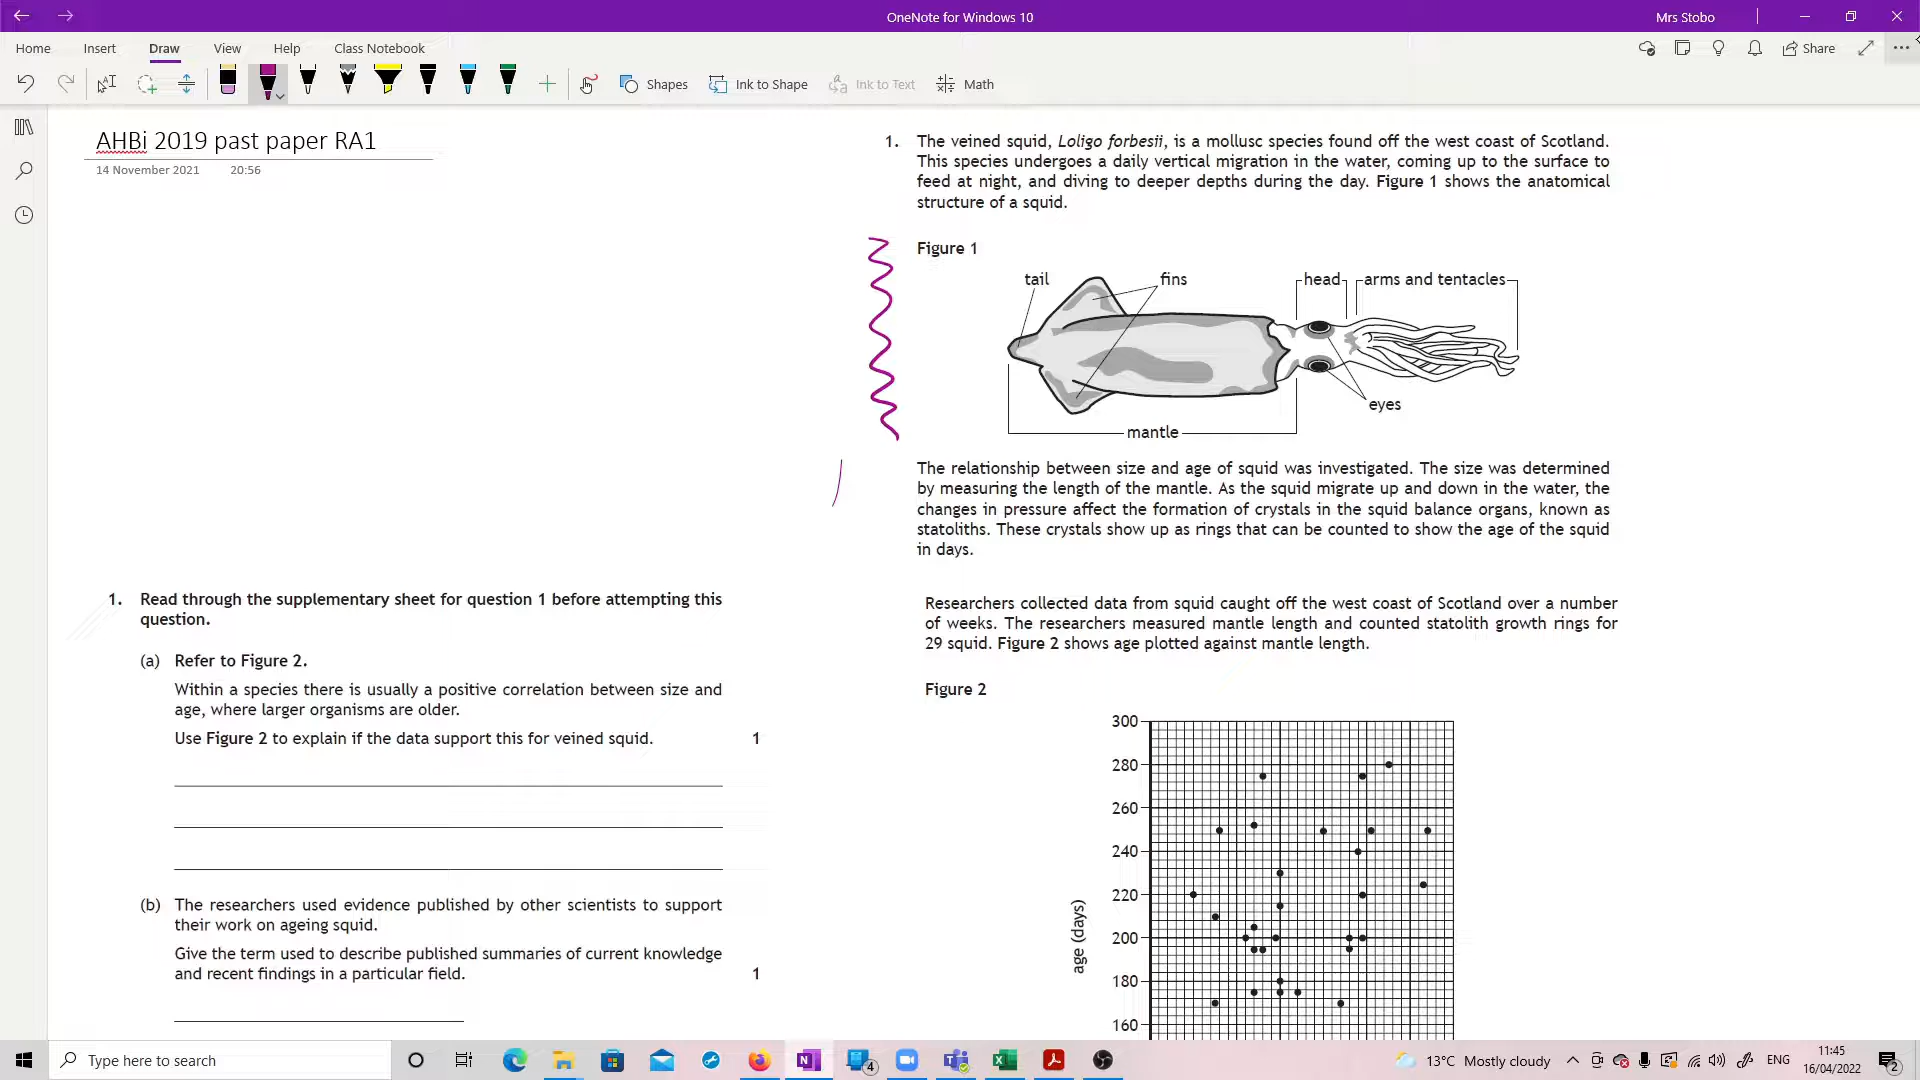 OneNote for Windows 10
Mrs Stobo
Home Insert Draw View Help Class Notebook
Share
Shapes Ink to Shape Ink to Text Math
AHBi 2019 past paper RA1
14 November 2021 20:56
1. Read through the supplementary sheet for question 1 before attempting this
question.
(a) Refer to Figure 2.
Within a species there is usually a positive correlation between size and
age, where larger organisms are older.
Use Figure 2 to explain if the data support this for veined squid. 1
(b) The researchers used evidence published by other scientists to support
their work on ageing squid.
Give the term used to describe published summaries of current knowledge
and recent findings in a particular field. 1
1. The veined squid, Loligo forbesii, is a mollusc species found off the west coast of Scotland.
This species undergoes a daily vertical migration in the water, coming up to the surface to
feed at night, and diving to deeper depths during the day. Figure 1 shows the anatomical
structure of a squid.
Figure 1
tail fins head arms and tentacles
eyes
mantle
The relationship between size and age of squid was investigated. The size was determined
by measuring the length of the mantle. As the squid migrate up and down in the water, the
changes in pressure affect the formation of crystals in the squid balance organs, known as
statoliths. These crystals show up as rings that can be counted to show the age of the squid
in days.
Researchers collected data from squid caught off the west coast of Scotland over a number
of weeks. The researchers measured mantle length and counted statolith growth rings for
29 squid. Figure 2 shows age plotted against mantle length.
Figure 2
300
280
260
240
220
200
180
160
age (days)
Type here to search
4
13°C Mostly cloudy
ENG
11:45
16/04/2022
2